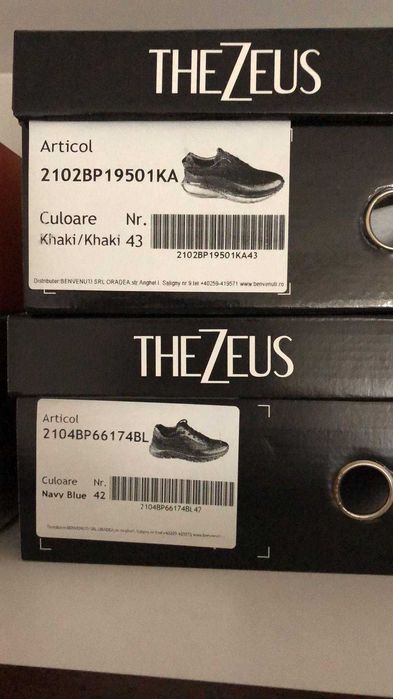 THEZEUS
Articol
2102BP19501KA
Culoare Nr.
Khaki/Khaki 43
2102BP19501KA43
Distribuitor:BENVENUTI SRL ORADEA str.Anghel I. Saligny nr 9.tel +40259-419571 www.benvenuti.ro
THEZEUS
Articol
2104BP66174BL
Culoare Nr.
Navy Blue 42
2104BP66174BL42